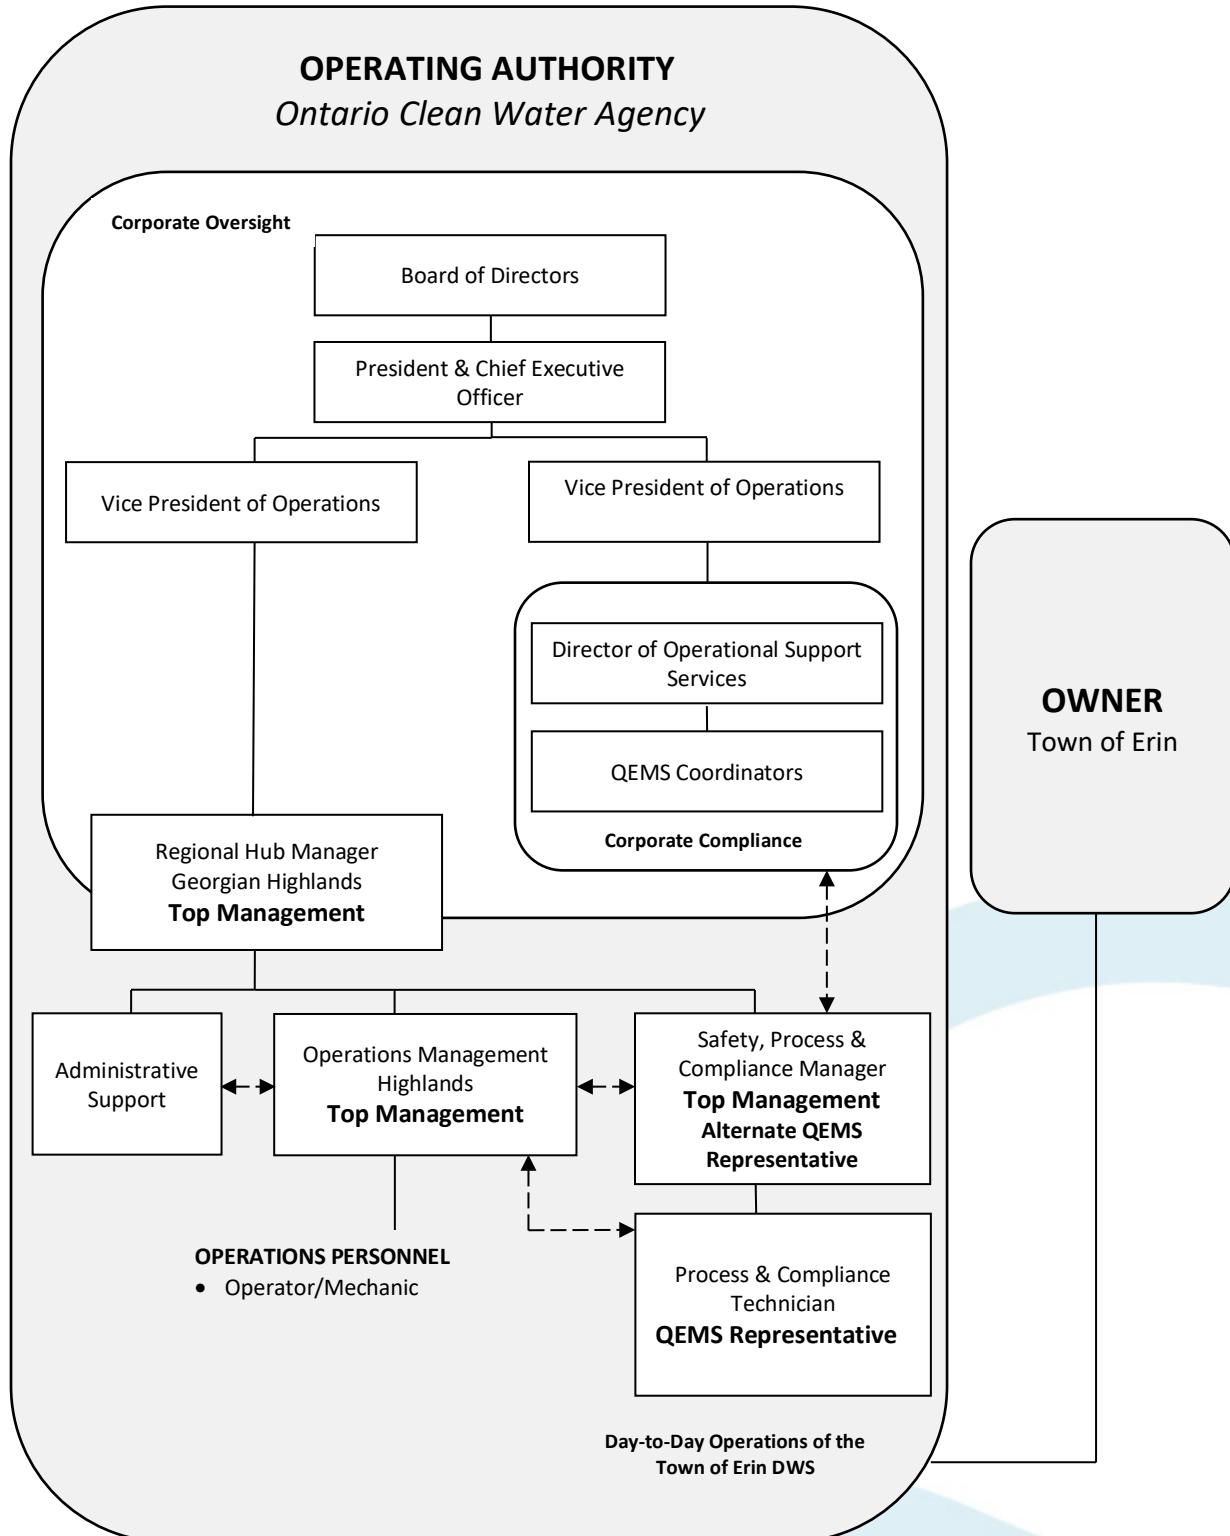 OPERATING AUTHORITY
Ontario Clean Water Agency
Corporate Oversight
Board of Directors
President & Chief Executive
Officer
Vice President of Operations
Vice President of Operations
Director of Operational Support
Services
QEMS Coordinators
Corporate Compliance
OWNER
Town of Erin
Regional Hub Manager
Georgian Highlands
Top Management
Administrative
Support
Operations Management
Highlands
Top Management
Safety, Process &
Compliance Manager
Top Management
Alternate QEMS
Representative
OPERATIONS PERSONNEL
• Operator/Mechanic
Process & Compliance
Technician
QEMS Representative
Day-to-Day Operations of the
Town of Erin DWS